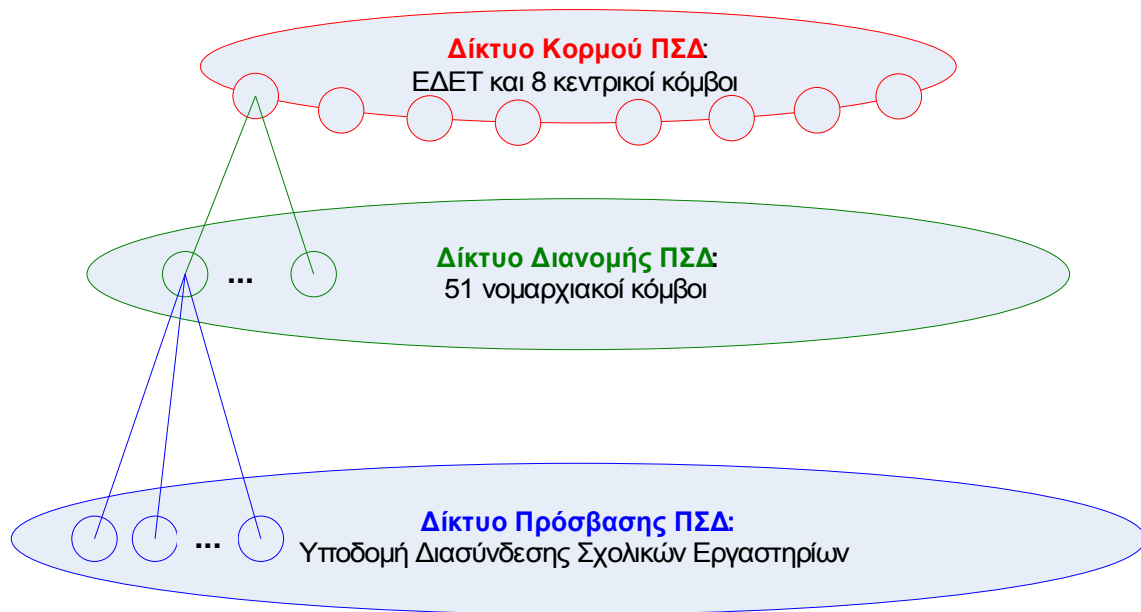 Δίκτυο Κορμού ΠΣΔ:
ΕΔΕΤ και 8 κεντρικοί κόμβοι
... Δίκτυο Διανομής ΠΣΔ:
51 νομαρχιακοί κόμβοι
Δίκτυο Πρόσβασης ΠΣΔ:
... Υποδομή Διασύνδεσης Σχολικών Εργαστηρίων